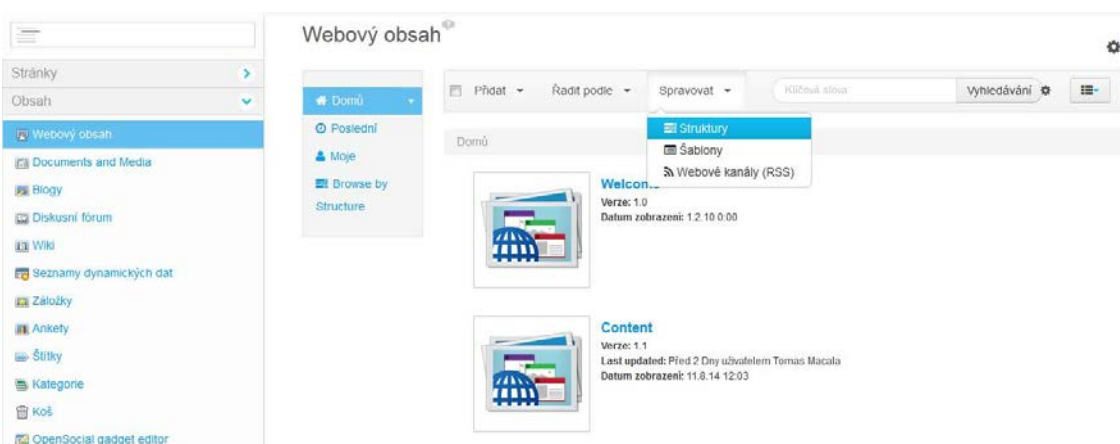 Webový obsah
Stránky
Obsah
Webový obsah
Documents and Media
Blogy
Diskusní fórum
Wiki
Seznamy dynamických dat
Záložky
Ankety
Štítky
Kategorie
Koš
OpenSocial gadget editor
Domů
Poslední
Moje
Browse by
Structure
Přidat
Řadit podle
Spravovat
Klíčová slova
Vyhledávání
Struktury
Šablony
Webové kanály (RSS)
Domů
Welcome
Verze: 1.0
Datum zobrazení: 1.2.10 0:00
Content
Verze: 1.1
Last updated: Před 2 Dny uživatelem Tomas Macala
Datum zobrazení: 11.8.14 12:03